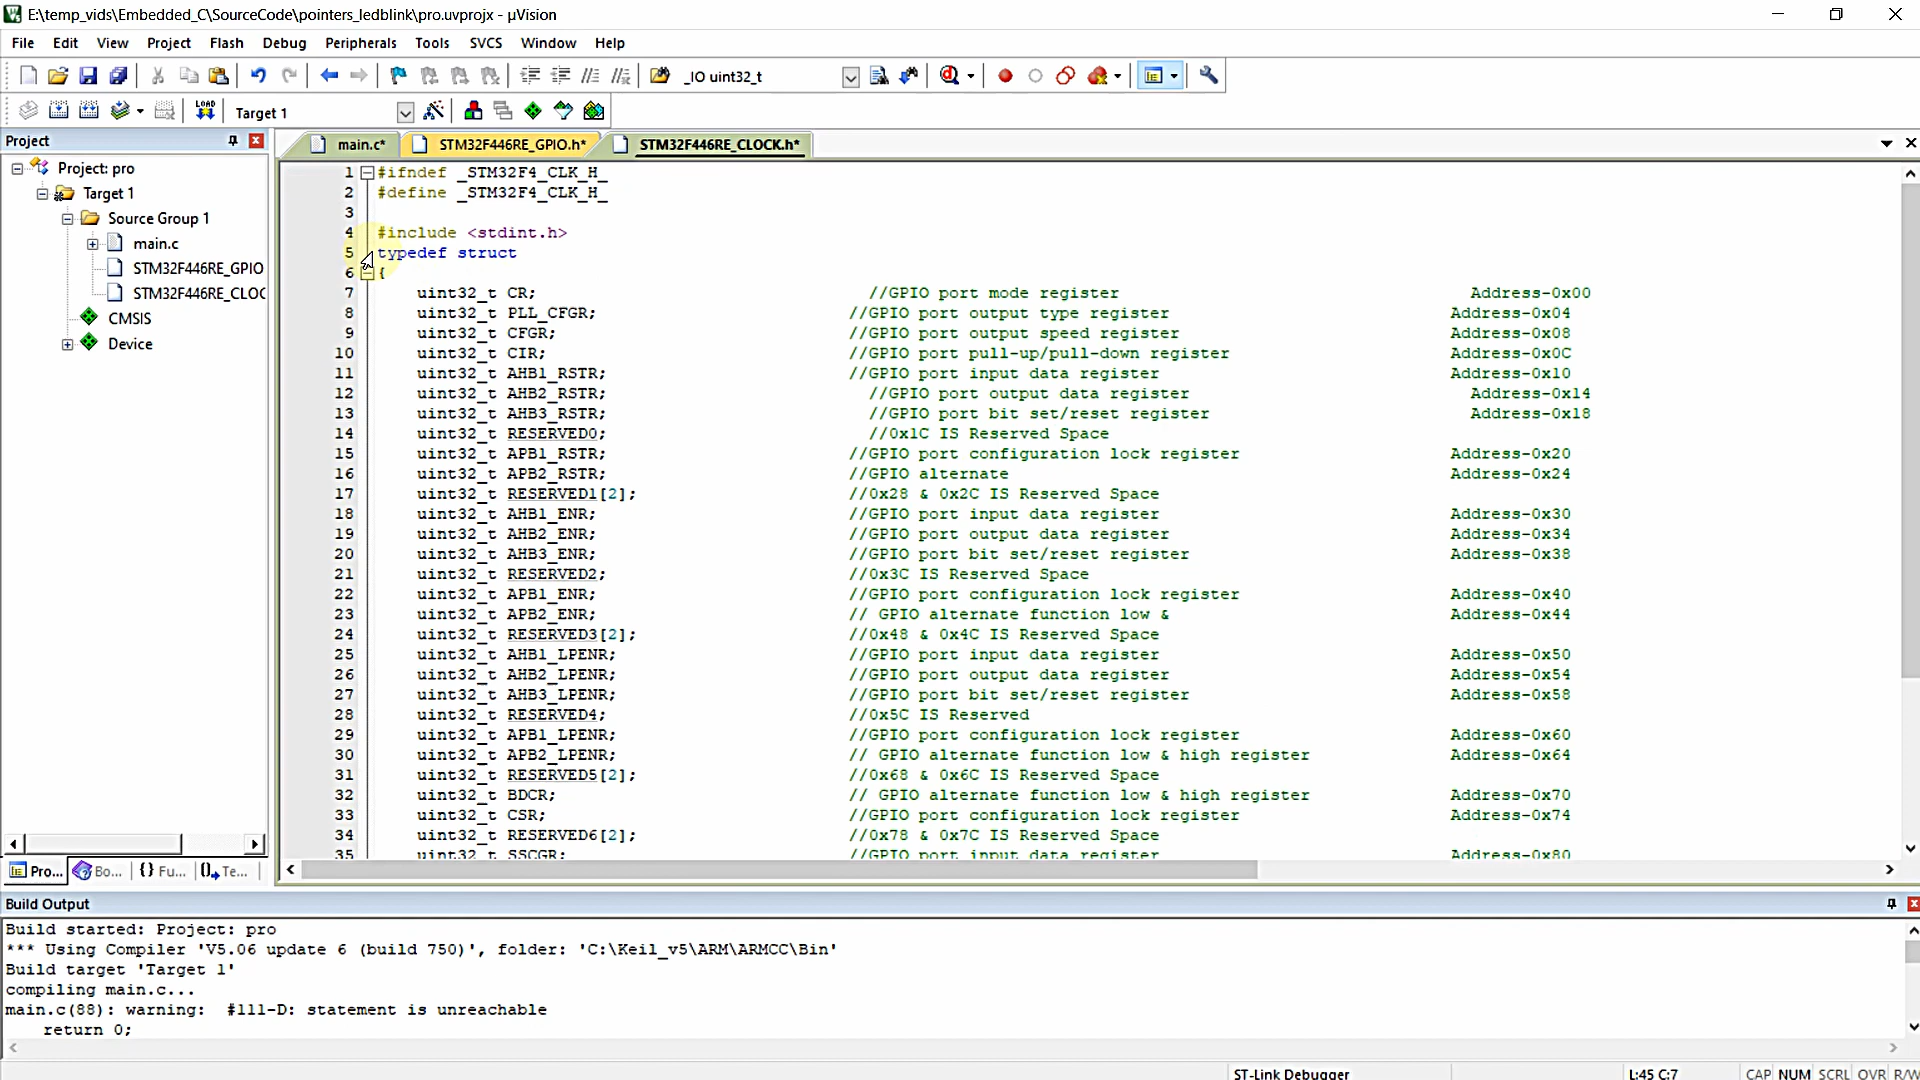 E:\temp_vids\Embedded_C\SourceCode\pointers_ledblink\pro.uvprojx - µVision
File Edit View Project Flash Debug Peripherals Tools SVCS Window Help
_IO uint32_t
LOAD Target 1
Project
main.c* STM32F446RE_GPIO.h* STM32F446RE_CLOCK.h*
Project: pro
Target 1
Source Group 1
main.c
STM32F446RE_GPIO
STM32F446RE_CLOC
CMSIS
Device
1 #ifndef _STM32F4_CLK_H_
2 #define _STM32F4_CLK_H_
3
4 #include <stdint.h>
5 typedef struct
6 {
7 uint32_t CR; //GPIO port mode register Address-0x00
8 uint32_t PLL_CFGR; //GPIO port output type register Address-0x04
9 uint32_t CFGR; //GPIO port output speed register Address-0x08
10 uint32_t CIR; //GPIO port pull-up/pull-down register Address-0x0C
11 uint32_t AHB1_RSTR; //GPIO port input data register Address-0x10
12 uint32_t AHB2_RSTR; //GPIO port output data register Address-0x14
13 uint32_t AHB3_RSTR; //GPIO port bit set/reset register Address-0x18
14 uint32_t RESERVED0; //0x1C IS Reserved Space
15 uint32_t APB1_RSTR; //GPIO port configuration lock register Address-0x20
16 uint32_t APB2_RSTR; //GPIO alternate Address-0x24
17 uint32_t RESERVED1[2]; //0x28 & 0x2C IS Reserved Space
18 uint32_t AHB1_ENR; //GPIO port input data register Address-0x30
19 uint32_t AHB2_ENR; //GPIO port output data register Address-0x34
20 uint32_t AHB3_ENR; //GPIO port bit set/reset register Address-0x38
21 uint32_t RESERVED2; //0x3C IS Reserved Space
22 uint32_t APB1_ENR; //GPIO port configuration lock register Address-0x40
23 uint32_t APB2_ENR; // GPIO alternate function low & Address-0x44
24 uint32_t RESERVED3[2]; //0x48 & 0x4C IS Reserved Space
25 uint32_t AHB1_LPENR; //GPIO port input data register Address-0x50
26 uint32_t AHB2_LPENR; //GPIO port output data register Address-0x54
27 uint32_t AHB3_LPENR; //GPIO port bit set/reset register Address-0x58
28 uint32_t RESERVED4; //0x5C IS Reserved
29 uint32_t APB1_LPENR; //GPIO port configuration lock register Address-0x60
30 uint32_t APB2_LPENR; // GPIO alternate function low & high register Address-0x64
31 uint32_t RESERVED5[2]; //0x68 & 0x6C IS Reserved Space
32 uint32_t BDCR; // GPIO alternate function low & high register Address-0x70
33 uint32_t CSR; //GPIO port configuration lock register Address-0x74
34 uint32_t RESERVED6[2]; //0x78 & 0x7C IS Reserved Space
35 uint32_t SSCGR; //GPIO port input data register Address-0x80
Pro... Bo... {} Fu... Te...
Build Output
Build started: Project: pro
*** Using Compiler 'V5.06 update 6 (build 750)', folder: 'C:\Keil_v5\ARM\ARMCC\Bin'
Build target 'Target 1'
compiling main.c...
main.c(88): warning: #111-D: statement is unreachable
return 0;
ST-Link Debugger L:45 C:7 CAP NUM SCRL OVR R/W